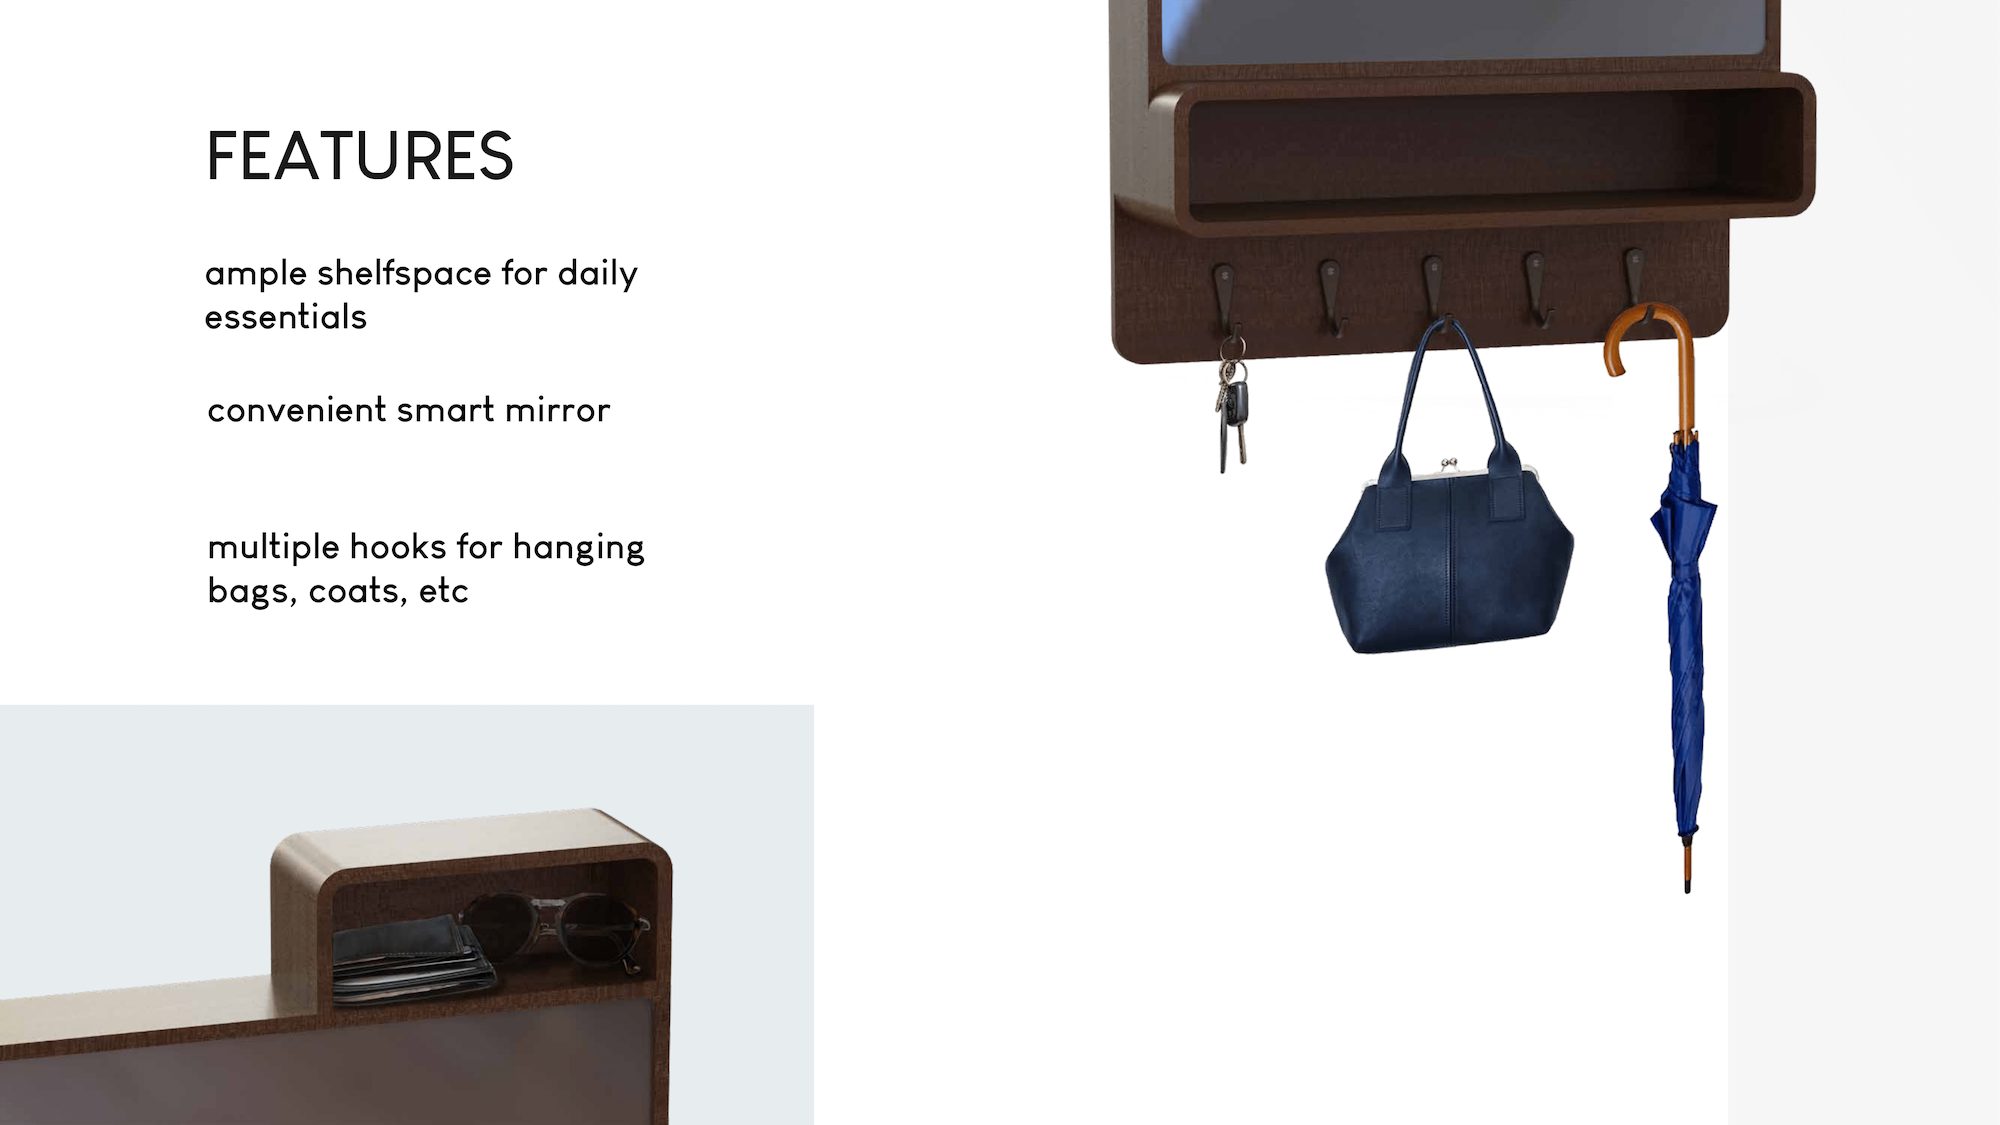 FEATURES
ample shelfspace for daily
essentials
convenient smart mirror
multiple hooks for hanging
bags, coats, etc